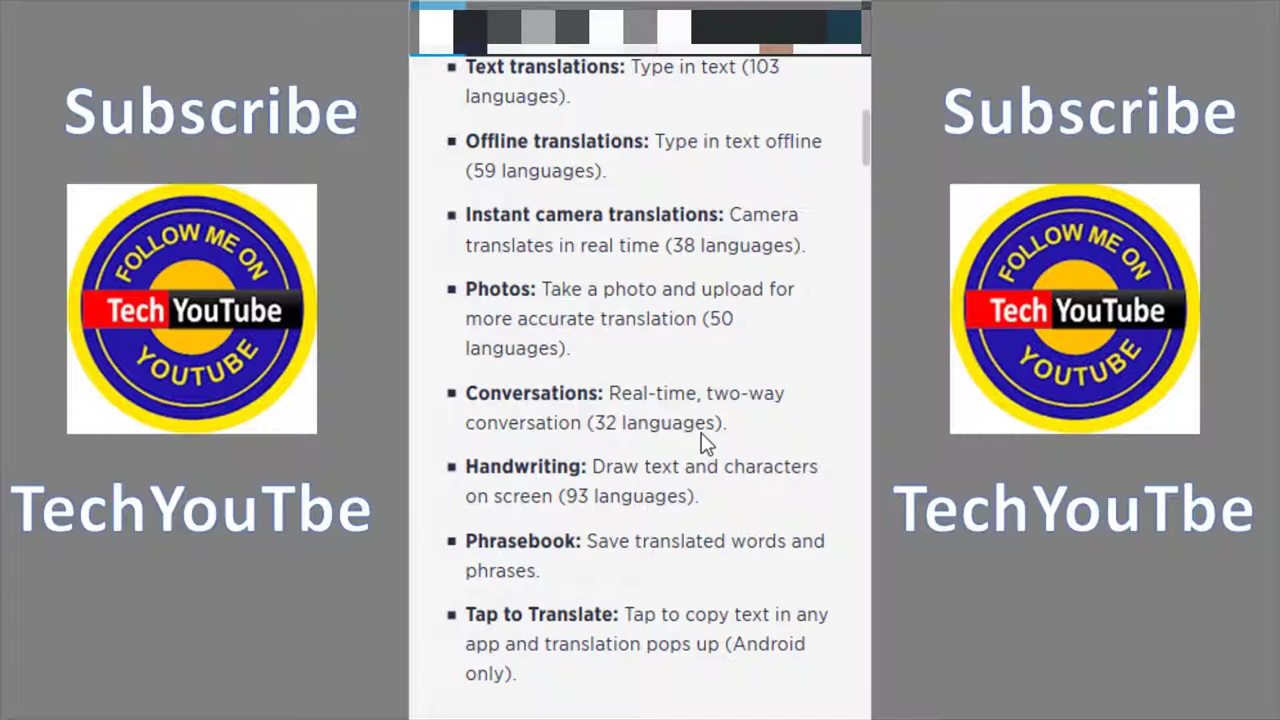 Subscribe
FOLLOW ME ON
Tech YouTube
YOUTUBE
TechYouTbe
Text translations: Type in text (103
languages).
Offline translations: Type in text offline
(59 languages).
Instant camera translations: Camera
translates in real time (38 languages).
Photos: Take a photo and upload for
more accurate translation (50
languages).
Conversations: Real-time, two-way
conversation (32 languages).
Handwriting: Draw text and characters
on screen (93 languages).
Phrasebook: Save translated words and
phrases.
Tap to Translate: Tap to copy text in any
app and translation pops up (Android
only).
Subscribe
FOLLOW ME ON
Tech YouTube
YOUTUBE
TechYouTbe